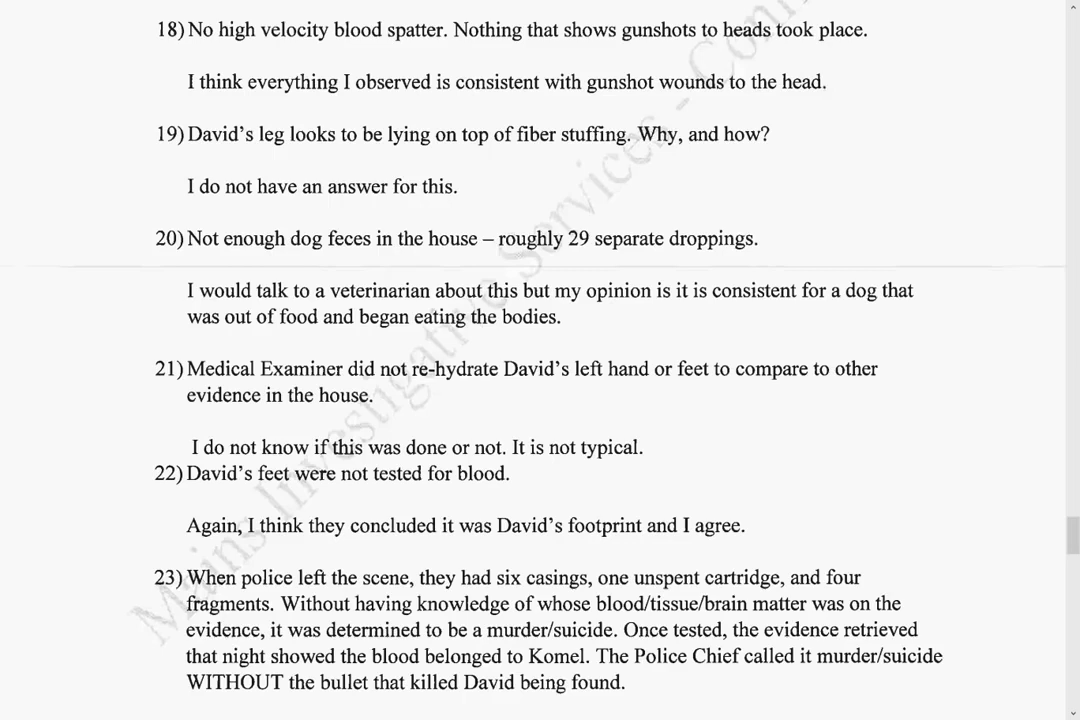 18) No high velocity blood spatter. Nothing that shows gunshots to heads took place.
I think everything I observed is consistent with gunshot wounds to the head.
19) David's leg looks to be lying on top of fiber stuffing. Why, and how?
I do not have an answer for this.
20) Not enough dog feces in the house – roughly 29 separate droppings.
I would talk to a veterinarian about this but my opinion is it is consistent for a dog that
was out of food and began eating the bodies.
21) Medical Examiner did not re-hydrate David's left hand or feet to compare to other
evidence in the house.
I do not know if this was done or not. It is not typical.
22) David's feet were not tested for blood.
Again, I think they concluded it was David's footprint and I agree.
23) When police left the scene, they had six casings, one unspent cartridge, and four
fragments. Without having knowledge of whose blood/tissue/brain matter was on the
evidence, it was determined to be a murder/suicide. Once tested, the evidence retrieved
that night showed the blood belonged to Komel. The Police Chief called it murder/suicide
WITHOUT the bullet that killed David being found.
Mains Investigative Services -